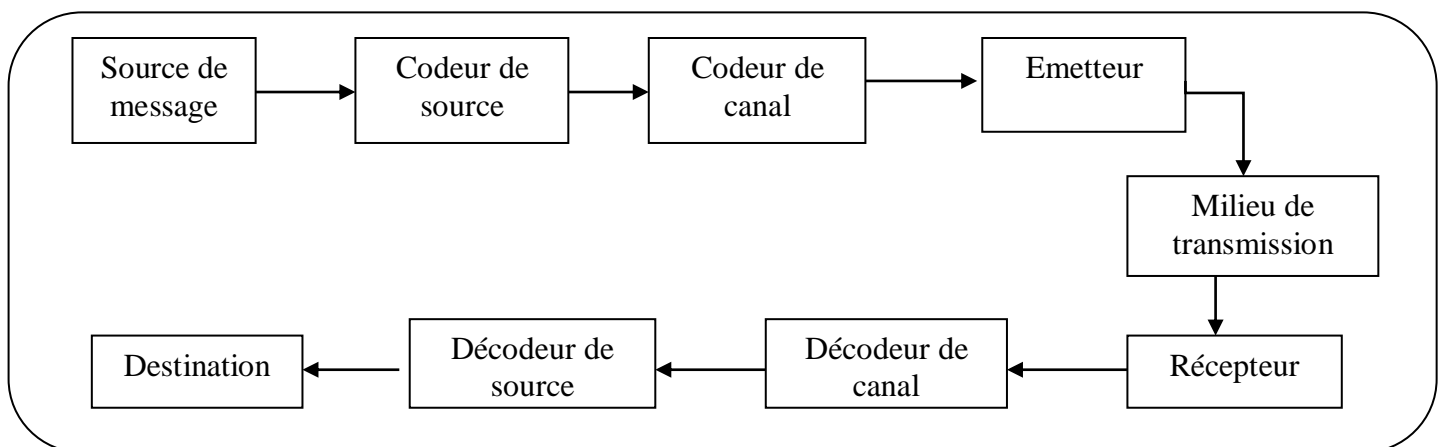 Source de
message
Codeur de
source
Codeur de
canal
Emetteur
Milieu de
transmission
Récepteur
Décodeur de
canal
Décodeur de
source
Destination